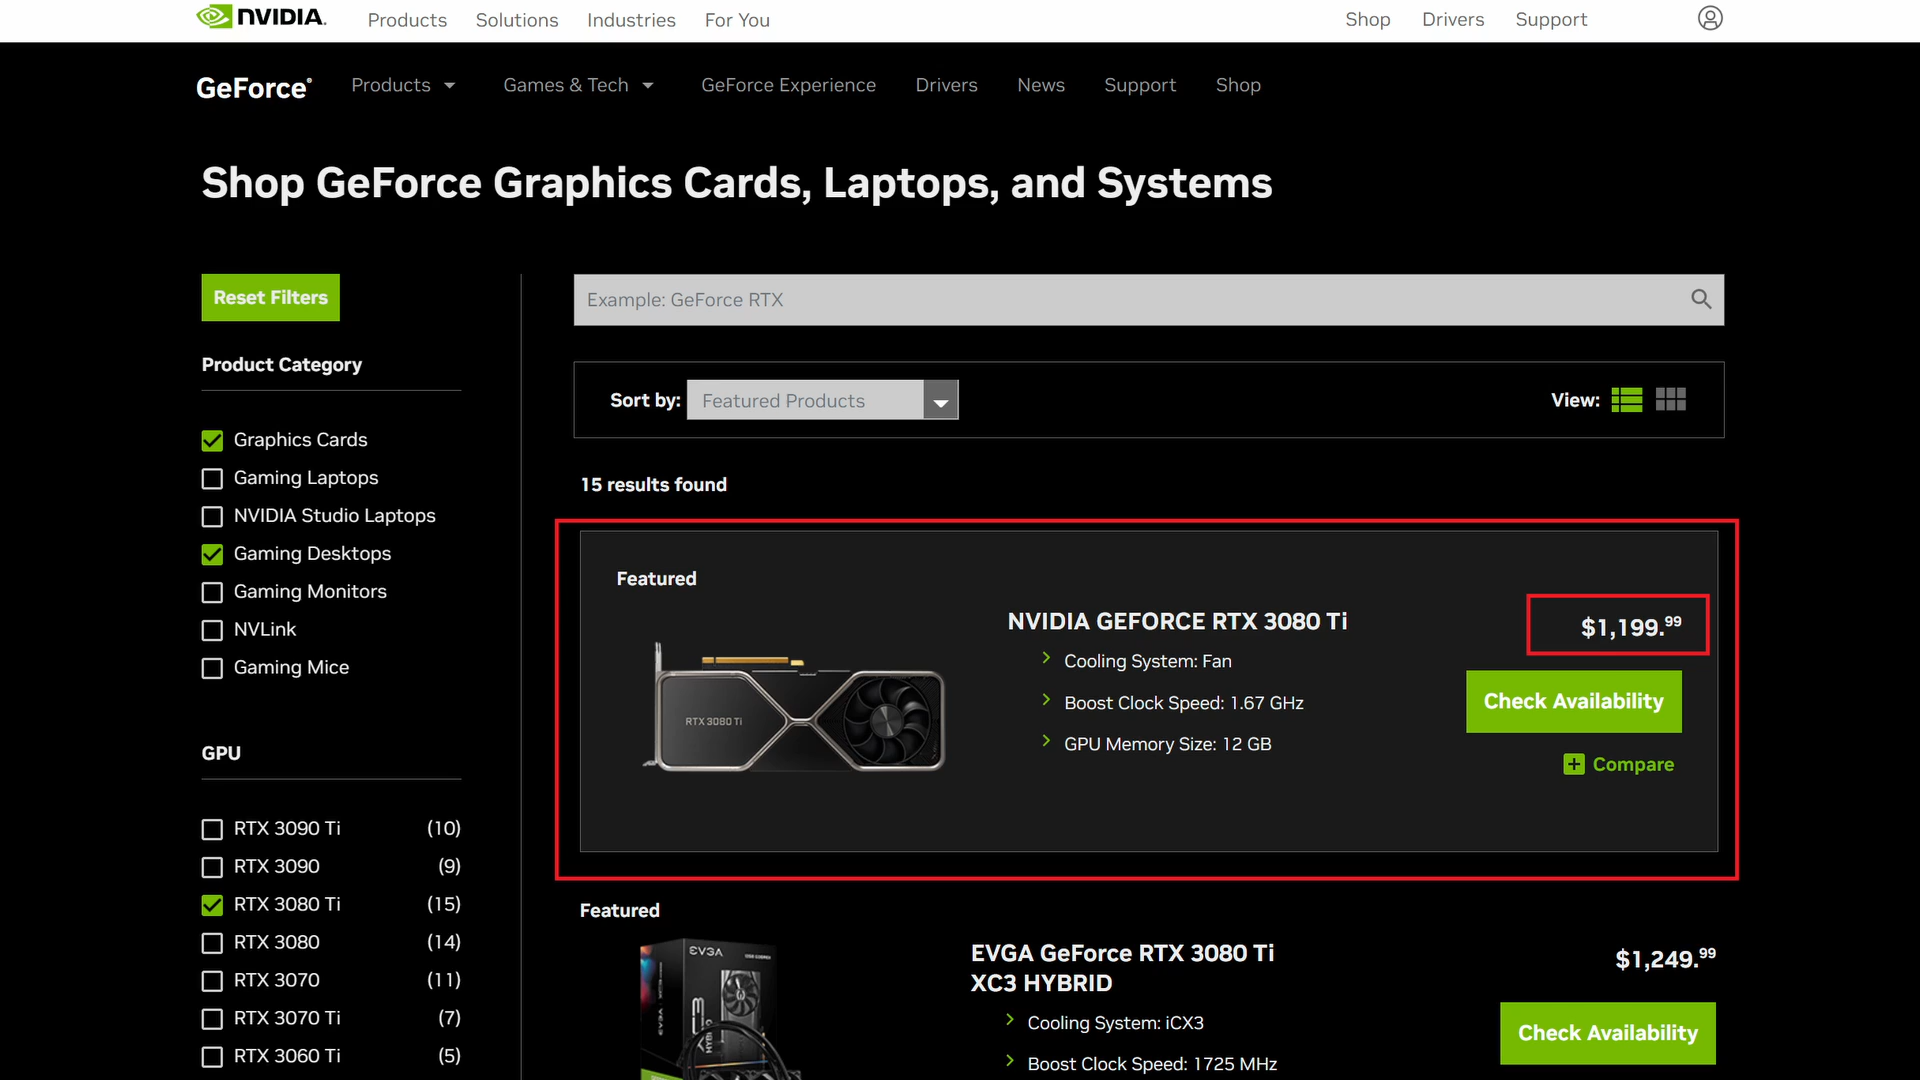 NVIDIA.
Products Solutions Industries For You
Shop Drivers Support
GeForce®
Products Games & Tech GeForce Experience Drivers News Support Shop
Shop GeForce Graphics Cards, Laptops, and Systems
Reset Filters
Product Category
Graphics Cards
Gaming Laptops
NVIDIA Studio Laptops
Gaming Desktops
Gaming Monitors
NVLink
Gaming Mice
GPU
RTX 3090 Ti (10)
RTX 3090 (9)
RTX 3080 Ti (15)
RTX 3080 (14)
RTX 3070 (11)
RTX 3070 Ti (7)
RTX 3060 Ti (5)
Example: GeForce RTX
Sort by: Featured Products
View:
15 results found
Featured
RTX 3080 Ti
NVIDIA GEFORCE RTX 3080 Ti
Cooling System: Fan
Boost Clock Speed: 1.67 GHz
GPU Memory Size: 12 GB
$1,199.99
Check Availability
Compare
Featured
EVGA
XC3
HYBRID
EVGA GeForce RTX 3080 Ti
XC3 HYBRID
Cooling System: iCX3
Boost Clock Speed: 1725 MHz
$1,249.99
Check Availability